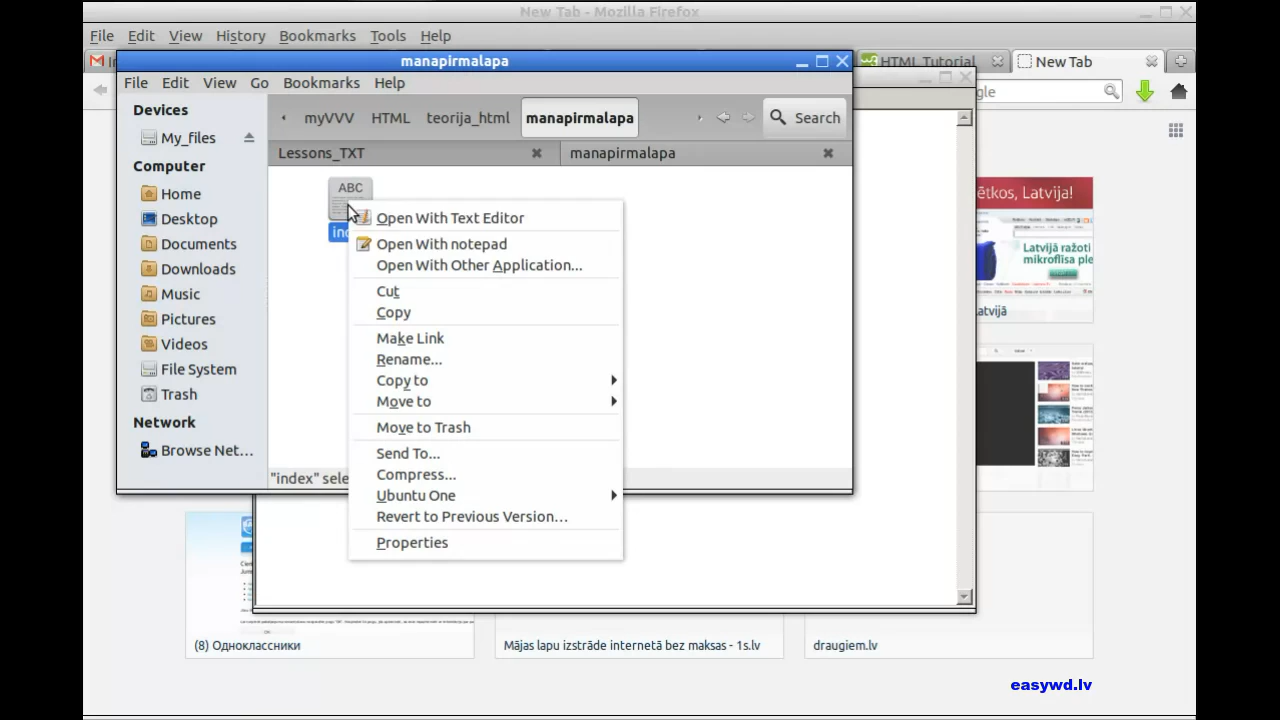 New Tab - Mozilla Firefox
File Edit View History Bookmarks Tools Help
HTML Tutorial
New Tab
manapirmalapa
File Edit View Go Bookmarks Help
Devices
My_files
Computer
Home
Desktop
Documents
Downloads
Music
Pictures
Videos
File System
Trash
Network
Browse Net...
myVVV HTML teorija_html manapirmalapa Search
Lessons_TXT manapirmalapa
ABC
Open With Text Editor
Open With notepad
Open With Other Application...
Cut
Copy
Make Link
Rename...
Copy to
Move to
Move to Trash
Send To...
Compress...
Ubuntu One
Revert to Previous Version...
Properties
"index" sele
gle
ētkos, Latvija!
Latvijā ražoti
mikroflīsa ple
atvijā
(8) Одноклассники
Mājas lapu izstrāde internetā bez maksas - 1s.lv
draugiem.lv
easywd.lv